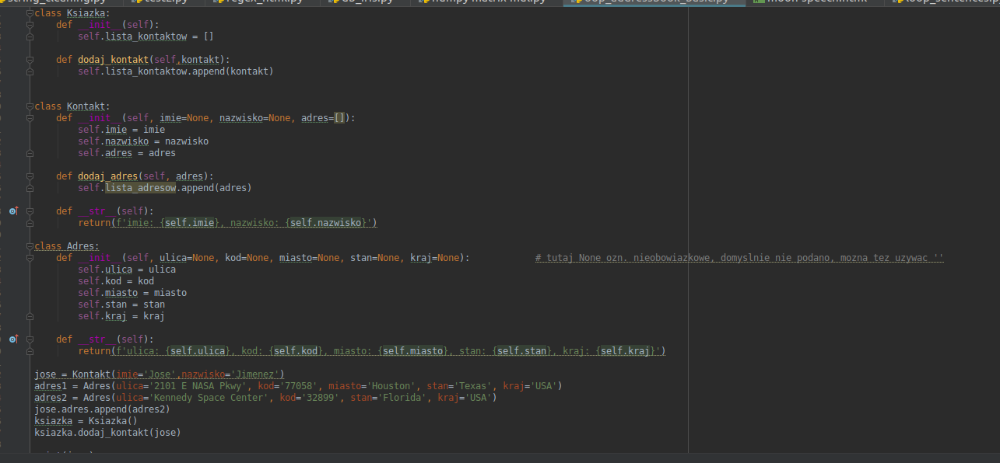 class Ksiazka:
    def __init__(self):
        self.lista_kontaktow = []
    def dodaj_kontakt(self,kontakt):
        self.lista_kontaktow.append(kontakt)
class Kontakt:
    def __init__(self, imie=None, nazwisko=None, adres=[]):
        self.imie = imie
        self.nazwisko = nazwisko
        self.adres = adres
    def dodaj_adres(self, adres):
        self.lista_adresow.append(adres)
    def __str__(self):
        return(f'imie: {self.imie}, nazwisko: {self.nazwisko}')
class Adres:
    def __init__(self, ulica=None, kod=None, miasto=None, stan=None, kraj=None):            # tutaj None ozn. nieobowiazkowe, domyslnie nie podano, mozna tez uzywac ''
        self.ulica = ulica
        self.kod = kod
        self.miasto = miasto
        self.stan = stan
        self.kraj = kraj
    def __str__(self):
        return(f'ulica: {self.ulica}, kod: {self.kod}, miasto: {self.miasto}, stan: {self.stan}, kraj: {self.kraj}')
jose = Kontakt(imie='Jose',nazwisko='Jimenez')
adres1 = Adres(ulica='2101 E NASA Pkwy', kod='77058', miasto='Houston', stan='Texas', kraj='USA')
adres2 = Adres(ulica='Kennedy Space Center', kod='32899', stan='Florida', kraj='USA')
jose.adres.append(adres2)
ksiazka = Ksiazka()
ksiazka.dodaj_kontakt(jose)